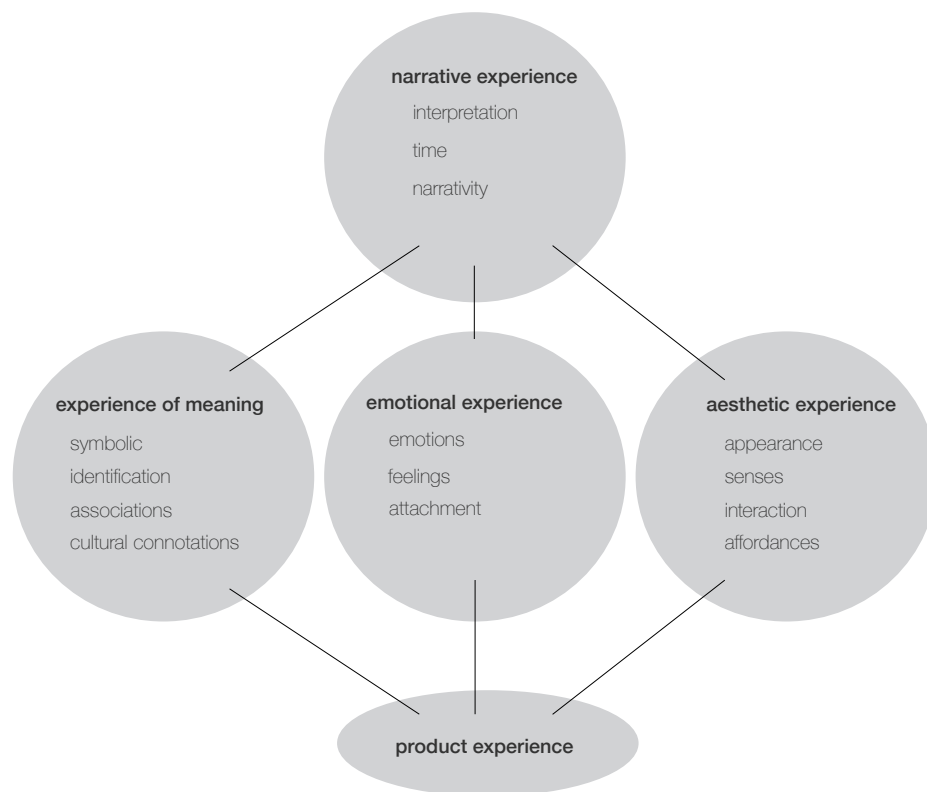 narrative experience
interpretation
time
narrativity
experience of meaning
symbolic
identification
associations
cultural connotations
emotional experience
emotions
feelings
attachment
aesthetic experience
appearance
senses
interaction
affordances
product experience